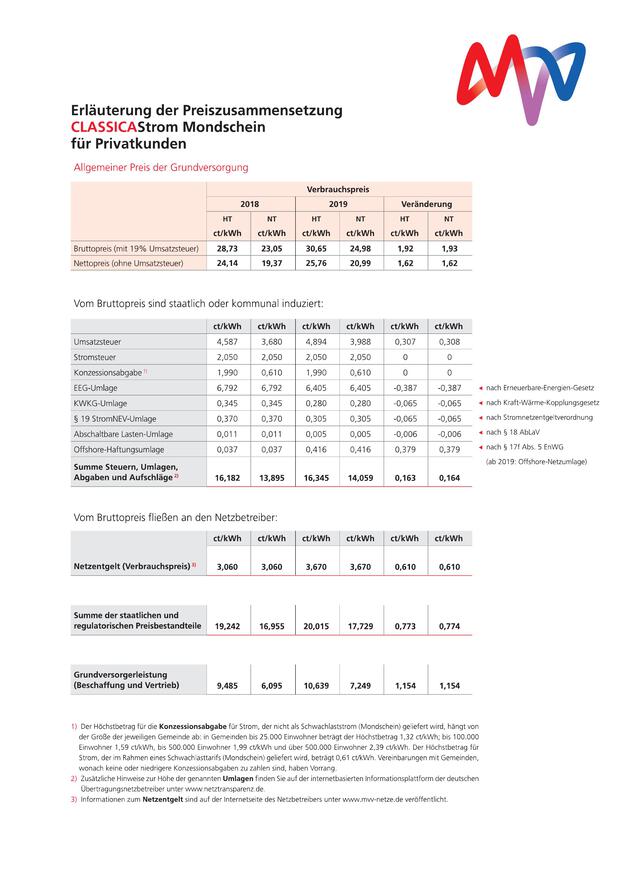 MVV
Erläuterung der Preiszusammensetzung
CLASSICAStrom Mondschein
für Privatkunden
Allgemeiner Preis der Grundversorgung
Verbrauchspreis
2018 2019 Veränderung
HT NT HT NT HT NT
ct/kWh ct/kWh ct/kWh ct/kWh ct/kWh ct/kWh
Bruttopreis (mit 19% Umsatzsteuer) 28,73 23,05 30,65 24,98 1,92 1,93
Nettopreis (ohne Umsatzsteuer) 24,14 19,37 25,76 20,99 1,62 1,62
Vom Bruttopreis sind staatlich oder kommunal induziert:
ct/kWh ct/kWh ct/kWh ct/kWh ct/kWh ct/kWh
Umsatzsteuer 4,587 3,680 4,894 3,988 0,307 0,308
Stromsteuer 2,050 2,050 2,050 2,050 0 0
Konzessionsabgabe 1) 1,990 0,610 1,990 0,610 0 0
EEG-Umlage 6,792 6,792 6,405 6,405 -0,387 -0,387 ◄ nach Erneuerbare-Energien-Gesetz
KWKG-Umlage 0,345 0,345 0,280 0,280 -0,065 -0,065 ◄ nach Kraft-Wärme-Kopplungsgesetz
§ 19 StromNEV-Umlage 0,370 0,370 0,305 0,305 -0,065 -0,065 ◄ nach Stromnetzentgeltverordnung
Abschaltbare Lasten-Umlage 0,011 0,011 0,005 0,005 -0,006 -0,006 ◄ nach § 18 AbLaV
Offshore-Haftungsumlage 0,037 0,037 0,416 0,416 0,379 0,379 ◄ nach § 17f Abs. 5 EnWG
(ab 2019: Offshore-Netzumlage)
Summe Steuern, Umlagen,
Abgaben und Aufschläge 2) 16,182 13,895 16,345 14,059 0,163 0,164
Vom Bruttopreis fließen an den Netzbetreiber:
ct/kWh ct/kWh ct/kWh ct/kWh ct/kWh ct/kWh
Netzentgelt (Verbrauchspreis) 3) 3,060 3,060 3,670 3,670 0,610 0,610
Summe der staatlichen und
regulatorischen Preisbestandteile 19,242 16,955 20,015 17,729 0,773 0,774
Grundversorgerleistung
(Beschaffung und Vertrieb) 9,485 6,095 10,639 7,249 1,154 1,154
1) Der Höchstbetrag für die Konzessionsabgabe für Strom, der nicht als Schwachlaststrom (Mondschein) geliefert wird, hängt von
der Größe der jeweiligen Gemeinde ab: in Gemeinden bis 25.000 Einwohner beträgt der Höchstbetrag 1,32 ct/kWh; bis 100.000
Einwohner 1,59 ct/kWh, bis 500.000 Einwohner 1,99 ct/kWh und über 500.000 Einwohner 2,39 ct/kWh. Der Höchstbetrag für
Strom, der im Rahmen eines Schwachlasttarifs (Mondschein) geliefert wird, beträgt 0,61 ct/kWh. Vereinbarungen mit Gemeinden,
wonach keine oder niedrigere Konzessionsabgaben zu zahlen sind, haben Vorrang.
2) Zusätzliche Hinweise zur Höhe der genannten Umlagen finden Sie auf der internetbasierten Informationsplattform der deutschen
Übertragungsnetzbetreiber unter www.netztransparenz.de.
3) Informationen zum Netzentgelt sind auf der Internetseite des Netzbetreibers unter www.mvv-netze.de veröffentlicht.